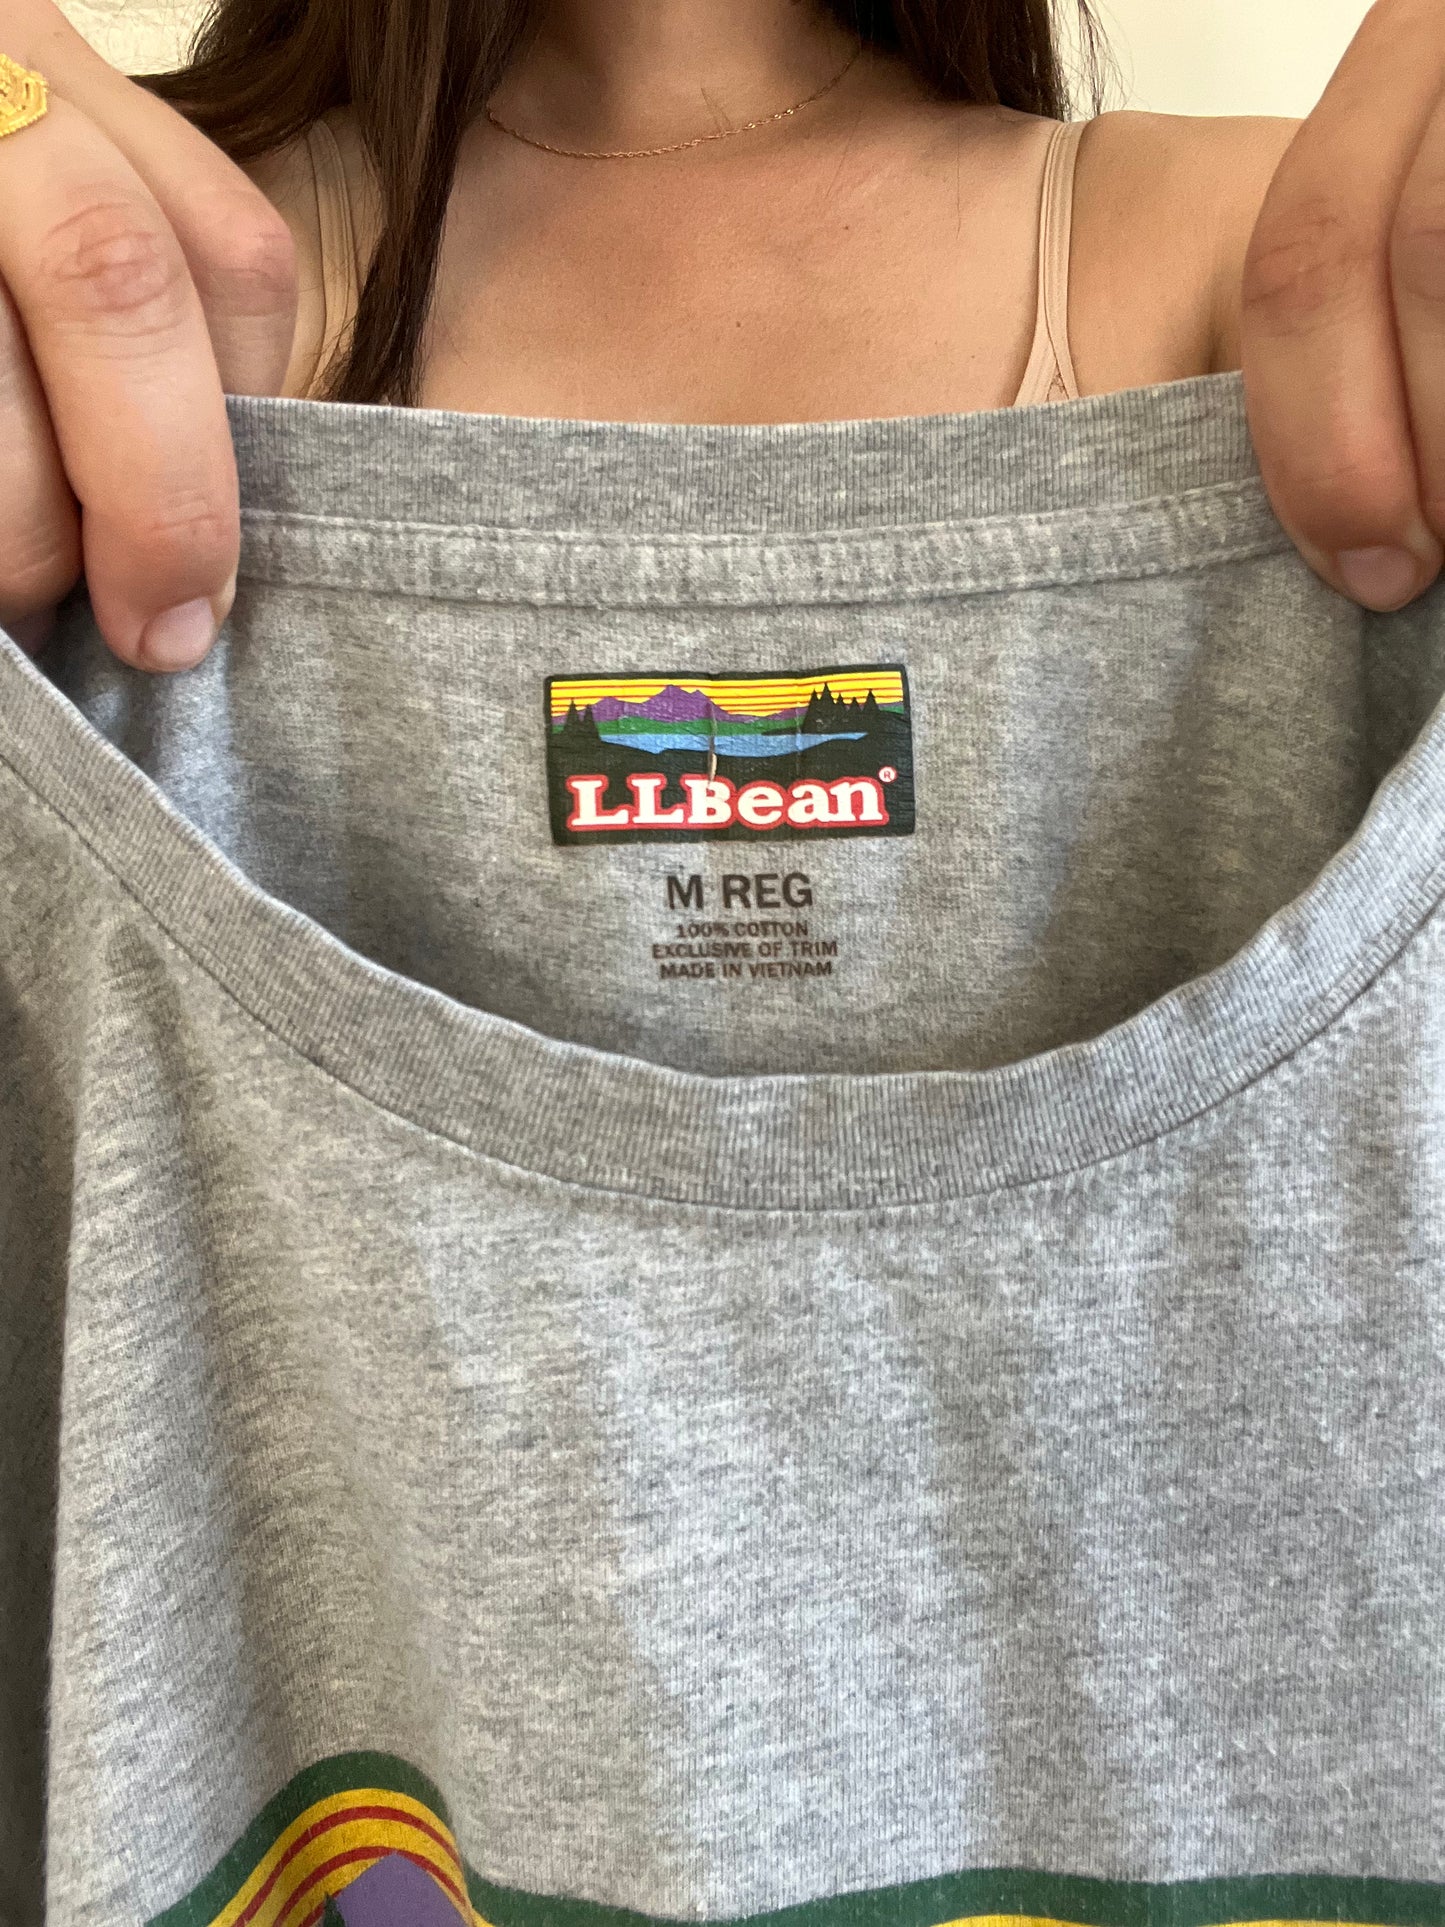 LLBean®
M REG
100% COTTON
EXCLUSIVE OF TRIM
MADE IN VIETNAM